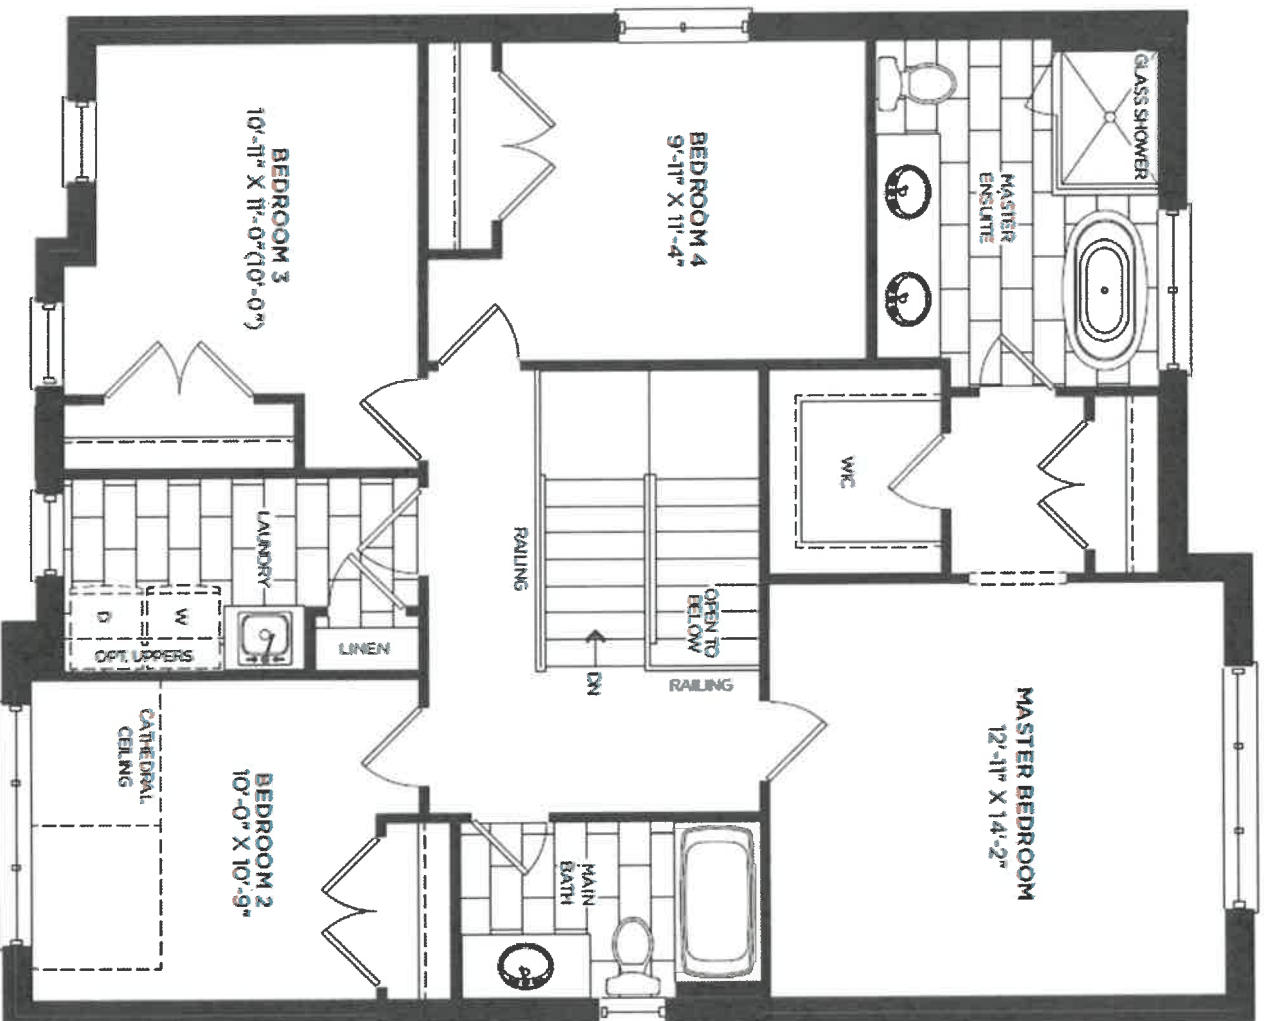 GLASS SHOWER
MASTER
ENSUITE
BEDROOM 4
9'-11" X 11'-4"
BEDROOM 3
10'-11" X 11'-0"(10'-0")
WIC
RAILING
OPEN TO
BELOW
DN
RAILING
LAUNDRY
W
D
OPT. UPPERS
LINEN
MASTER BEDROOM
12'-11" X 14'-2"
CATHEDRAL
CEILING
BEDROOM 2
10'-0" X 10'-9"
MAIN
BATH